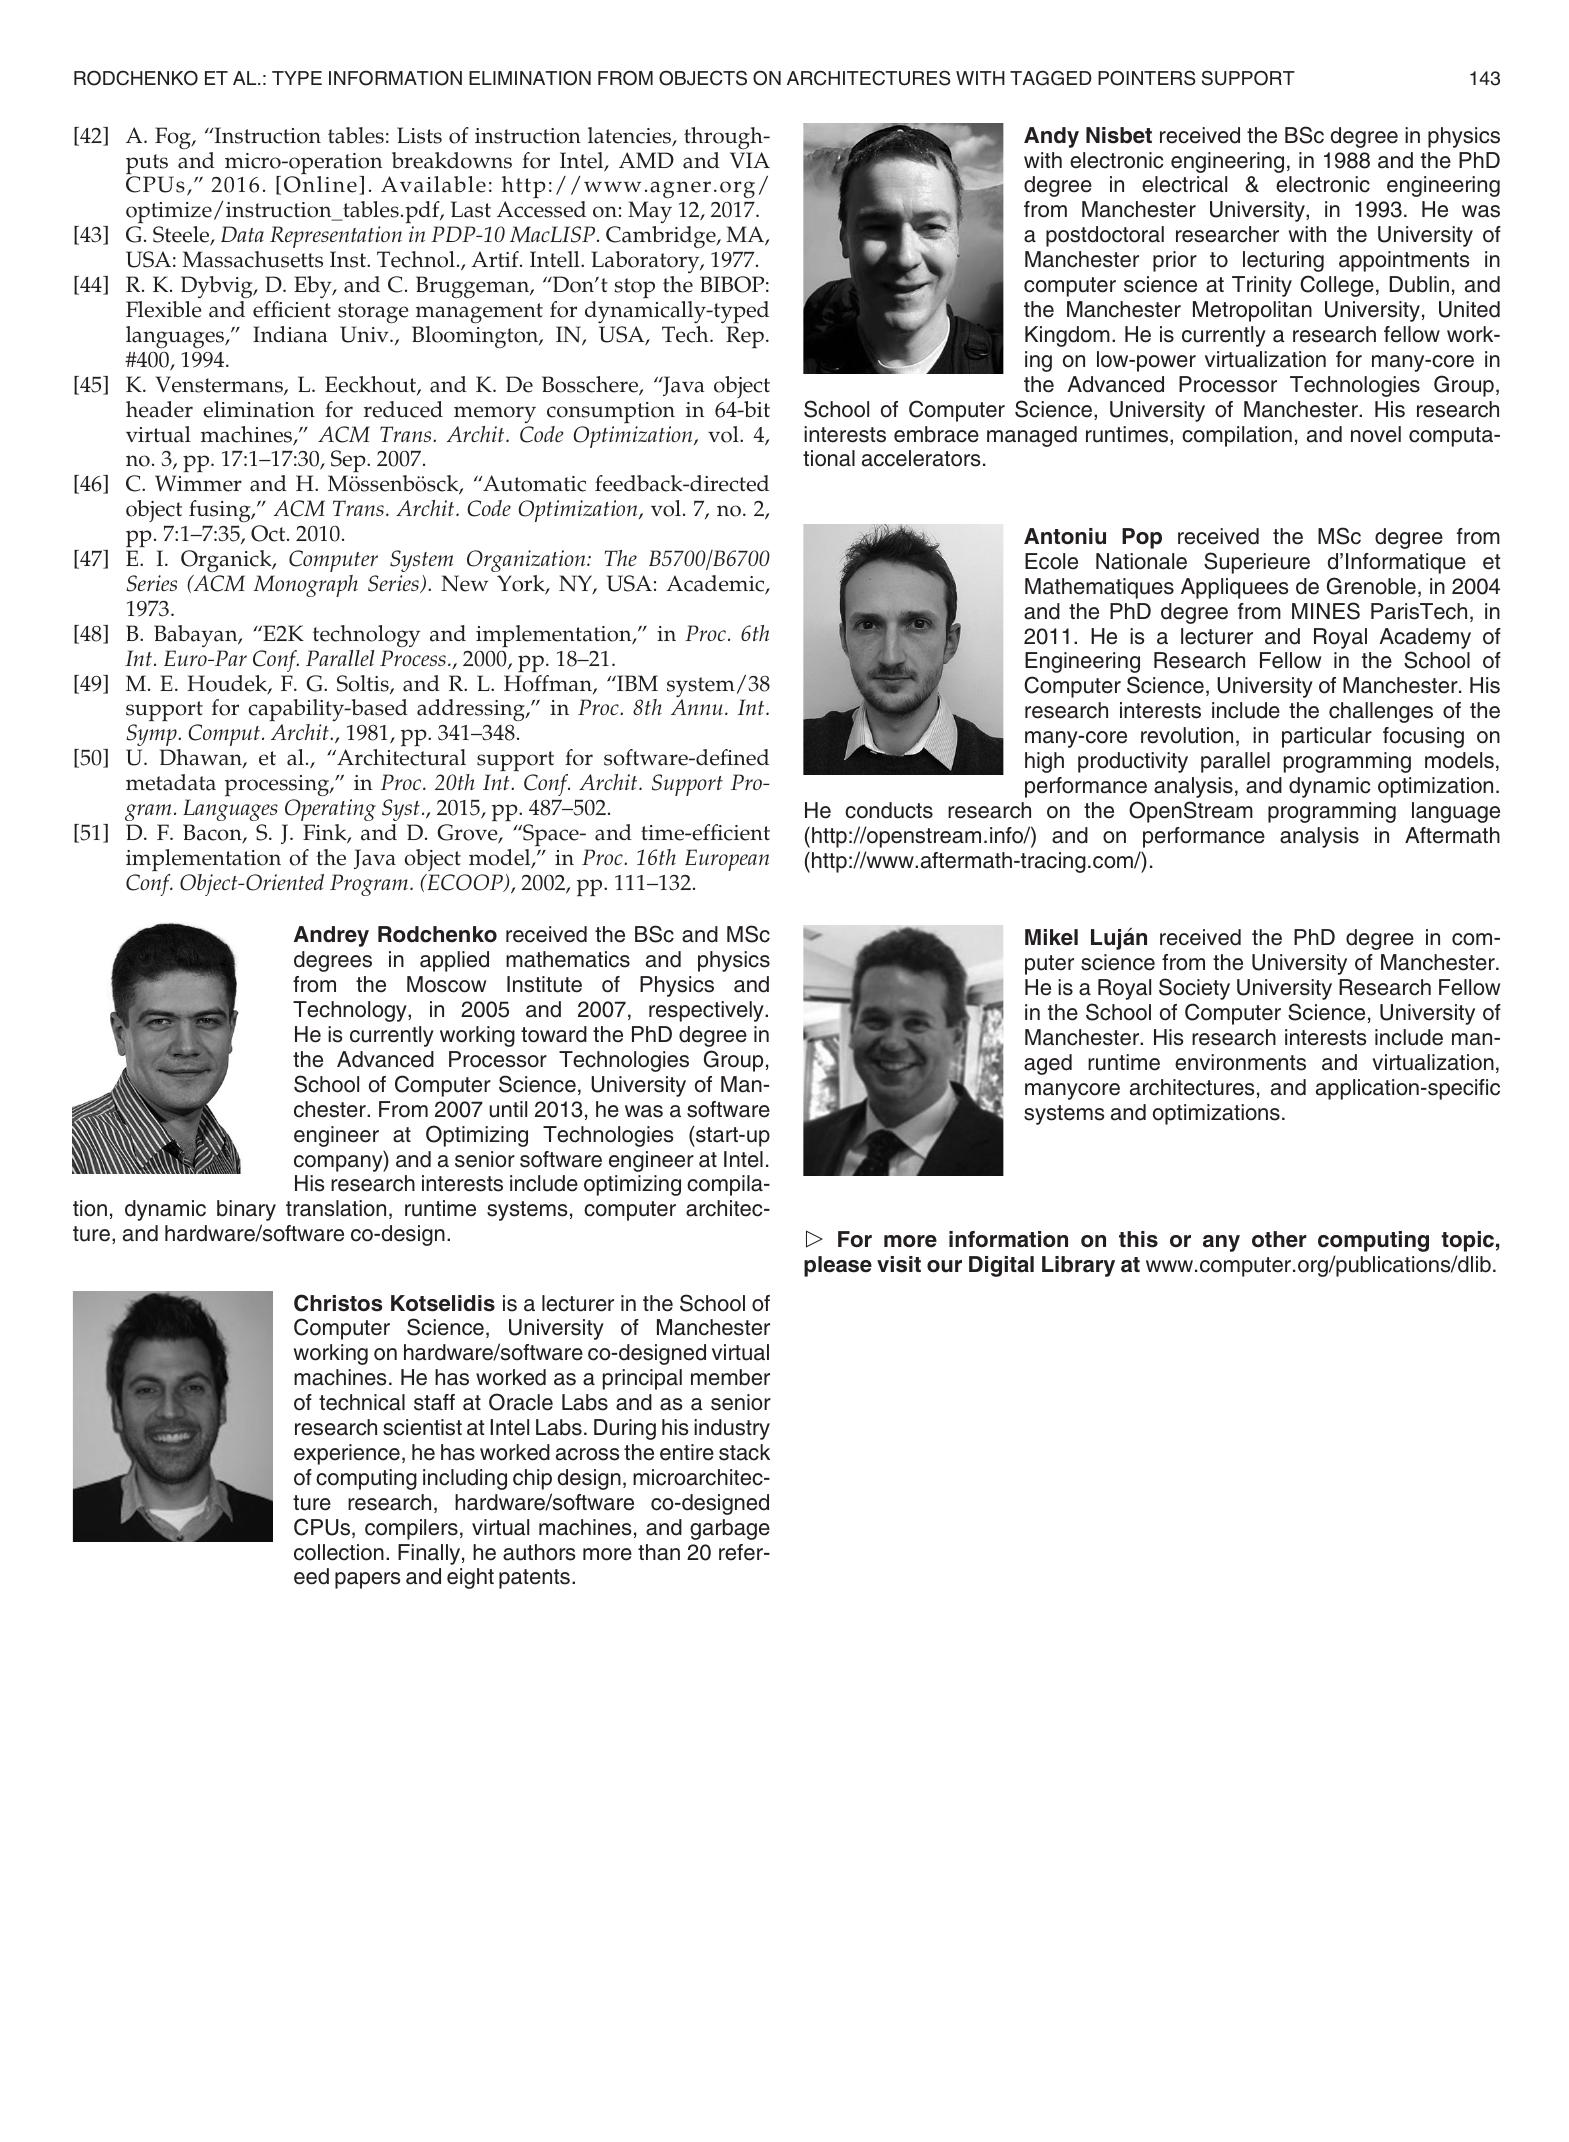 RODCHENKO ET AL.: TYPE INFORMATION ELIMINATION FROM OBJECTS ON ARCHITECTURES WITH TAGGED POINTERS SUPPORT 143
[42] A. Fog, “Instruction tables: Lists of instruction latencies, through-
puts and micro-operation breakdowns for Intel, AMD and VIA
CPUs,” 2016. [Online]. Available: http://www.agner.org/
optimize/instruction_tables.pdf, Last Accessed on: May 12, 2017.
[43] G. Steele, Data Representation in PDP-10 MacLISP. Cambridge, MA,
USA: Massachusetts Inst. Technol., Artif. Intell. Laboratory, 1977.
[44] R. K. Dybvig, D. Eby, and C. Bruggeman, “Don’t stop the BIBOP:
Flexible and efficient storage management for dynamically-typed
languages,” Indiana Univ., Bloomington, IN, USA, Tech. Rep.
#400, 1994.
[45] K. Venstermans, L. Eeckhout, and K. De Bosschere, “Java object
header elimination for reduced memory consumption in 64-bit
virtual machines,” ACM Trans. Archit. Code Optimization, vol. 4,
no. 3, pp. 17:1–17:30, Sep. 2007.
[46] C. Wimmer and H. Mössenbösck, “Automatic feedback-directed
object fusing,” ACM Trans. Archit. Code Optimization, vol. 7, no. 2,
pp. 7:1–7:35, Oct. 2010.
[47] E. I. Organick, Computer System Organization: The B5700/B6700
Series (ACM Monograph Series). New York, NY, USA: Academic,
1973.
[48] B. Babayan, “E2K technology and implementation,” in Proc. 6th
Int. Euro-Par Conf. Parallel Process., 2000, pp. 18–21.
[49] M. E. Houdek, F. G. Soltis, and R. L. Hoffman, “IBM system/38
support for capability-based addressing,” in Proc. 8th Annu. Int.
Symp. Comput. Archit., 1981, pp. 341–348.
[50] U. Dhawan, et al., “Architectural support for software-defined
metadata processing,” in Proc. 20th Int. Conf. Archit. Support Pro-
gram. Languages Operating Syst., 2015, pp. 487–502.
[51] D. F. Bacon, S. J. Fink, and D. Grove, “Space- and time-efficient
implementation of the Java object model,” in Proc. 16th European
Conf. Object-Oriented Program. (ECOOP), 2002, pp. 111–132.
Andrey Rodchenko received the BSc and MSc
degrees in applied mathematics and physics
from the Moscow Institute of Physics and
Technology, in 2005 and 2007, respectively.
He is currently working toward the PhD degree in
the Advanced Processor Technologies Group,
School of Computer Science, University of Man-
chester. From 2007 until 2013, he was a software
engineer at Optimizing Technologies (start-up
company) and a senior software engineer at Intel.
His research interests include optimizing compila-
tion, dynamic binary translation, runtime systems, computer architec-
ture, and hardware/software co-design.
Christos Kotselidis is a lecturer in the School of
Computer Science, University of Manchester
working on hardware/software co-designed virtual
machines. He has worked as a principal member
of technical staff at Oracle Labs and as a senior
research scientist at Intel Labs. During his industry
experience, he has worked across the entire stack
of computing including chip design, microarchitec-
ture research, hardware/software co-designed
CPUs, compilers, virtual machines, and garbage
collection. Finally, he authors more than 20 refer-
eed papers and eight patents.
Andy Nisbet received the BSc degree in physics
with electronic engineering, in 1988 and the PhD
degree in electrical & electronic engineering
from Manchester University, in 1993. He was
a postdoctoral researcher with the University of
Manchester prior to lecturing appointments in
computer science at Trinity College, Dublin, and
the Manchester Metropolitan University, United
Kingdom. He is currently a research fellow work-
ing on low-power virtualization for many-core in
the Advanced Processor Technologies Group,
School of Computer Science, University of Manchester. His research
interests embrace managed runtimes, compilation, and novel computa-
tional accelerators.
Antoniu Pop received the MSc degree from
Ecole Nationale Superieure d’Informatique et
Mathematiques Appliquees de Grenoble, in 2004
and the PhD degree from MINES ParisTech, in
2011. He is a lecturer and Royal Academy of
Engineering Research Fellow in the School of
Computer Science, University of Manchester. His
research interests include the challenges of the
many-core revolution, in particular focusing on
high productivity parallel programming models,
performance analysis, and dynamic optimization.
He conducts research on the OpenStream programming language
(http://openstream.info/) and on performance analysis in Aftermath
(http://www.aftermath-tracing.com/).
Mikel Luján received the PhD degree in com-
puter science from the University of Manchester.
He is a Royal Society University Research Fellow
in the School of Computer Science, University of
Manchester. His research interests include man-
aged runtime environments and virtualization,
manycore architectures, and application-specific
systems and optimizations.
▷ For more information on this or any other computing topic,
please visit our Digital Library at www.computer.org/publications/dlib.